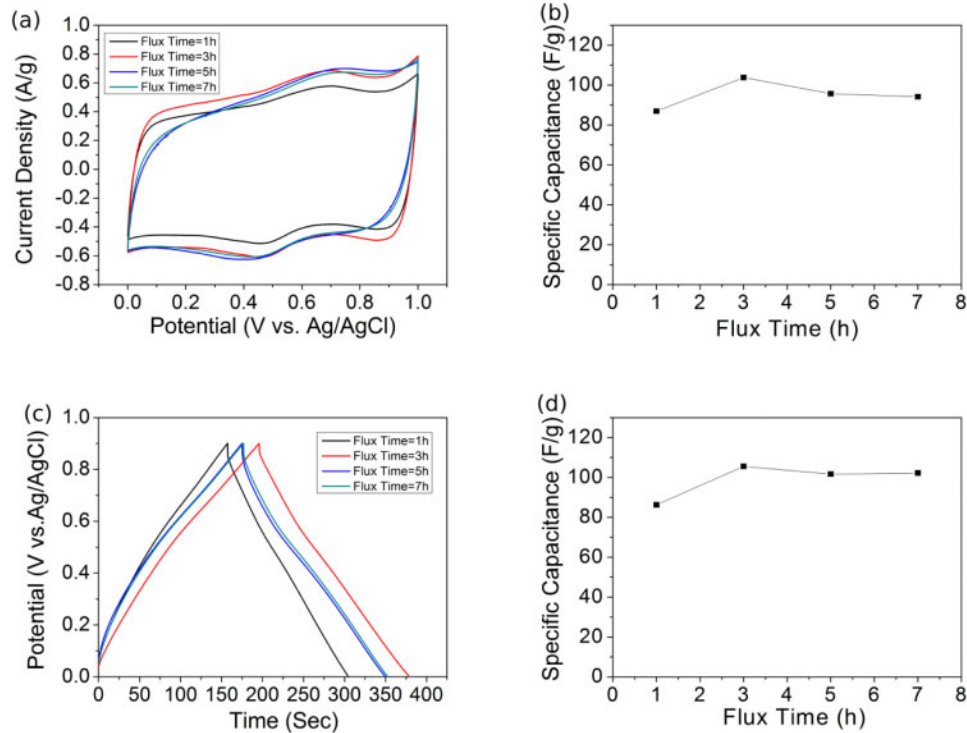 (a)
1.0
0.8
0.6
0.4
0.2
0.0
-0.2
-0.4
-0.6
-0.8
Current Density (A/g)
Flux Time=1h
Flux Time=3h
Flux Time=5h
Flux Time=7h
0.0 0.2 0.4 0.6 0.8 1.0
Potential (V vs. Ag/AgCl)
(b)
120
100
80
60
40
20
0
Specific Capacitance (F/g)
0 1 2 3 4 5 6 7 8
Flux Time (h)
(c)
1.0
0.8
0.6
0.4
0.2
0.0
Potential (V vs.Ag/AgCl)
Flux Time=1h
Flux Time=3h
Flux Time=5h
Flux Time=7h
0 50 100 150 200 250 300 350 400
Time (Sec)
(d)
120
100
80
60
40
20
0
Specific Capacitance (F/g)
0 1 2 3 4 5 6 7 8
Flux Time (h)